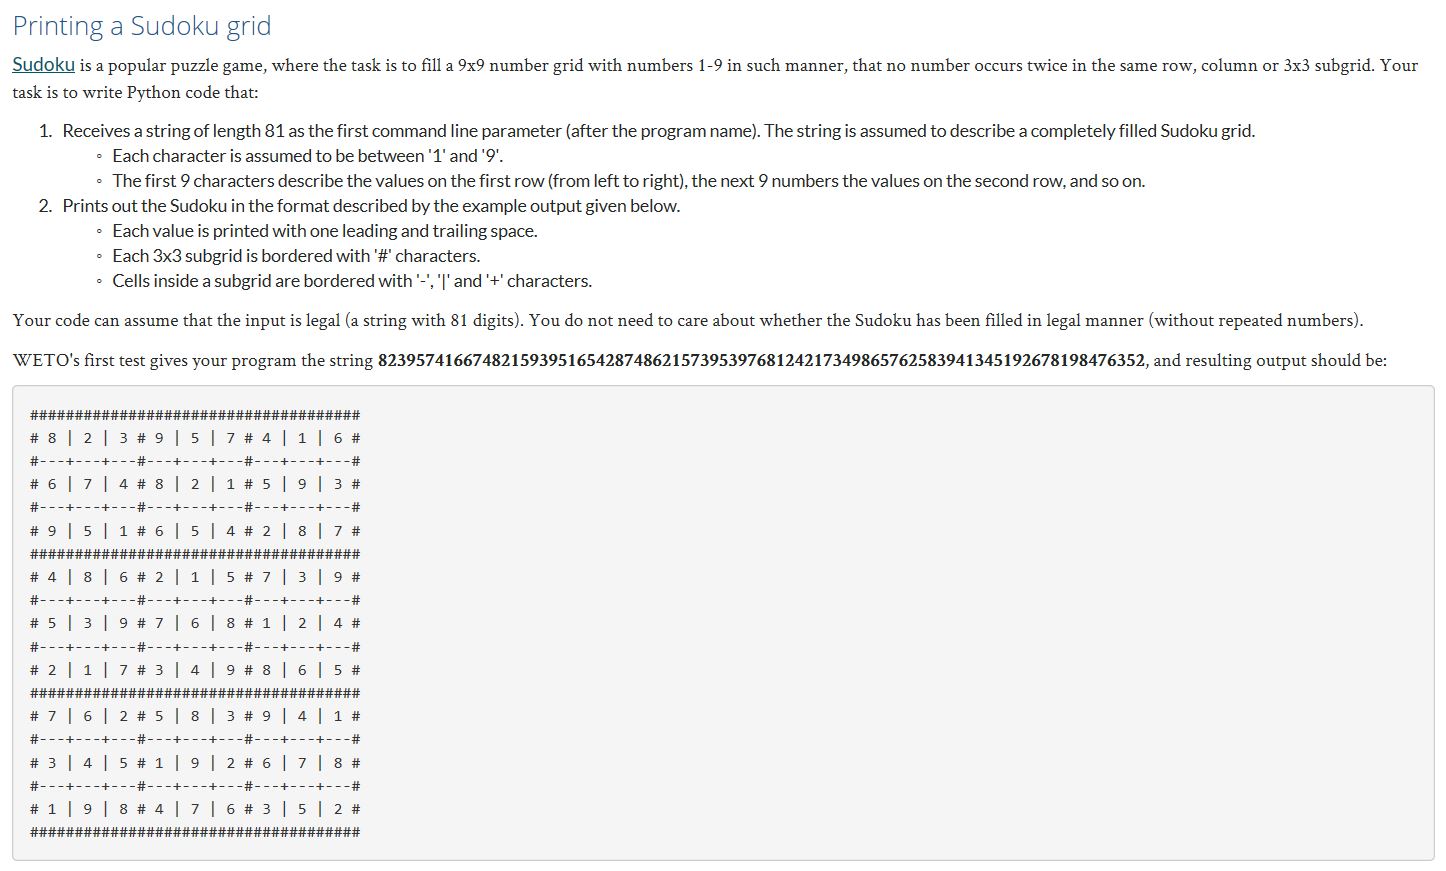 Printing a Sudoku grid
Sudoku is a popular puzzle game, where the task is to fill a 9x9 number grid with numbers 1-9 in such manner, that no number occurs twice in the same row, column or 3x3 subgrid. Your
task is to write Python code that:
1. Receives a string of length 81 as the first command line parameter (after the program name). The string is assumed to describe a completely filled Sudoku grid.
◦ Each character is assumed to be between '1' and '9'.
◦ The first 9 characters describe the values on the first row (from left to right), the next 9 numbers the values on the second row, and so on.
2. Prints out the Sudoku in the format described by the example output given below.
◦ Each value is printed with one leading and trailing space.
◦ Each 3x3 subgrid is bordered with '#' characters.
◦ Cells inside a subgrid are bordered with '-', '|' and '+' characters.
Your code can assume that the input is legal (a string with 81 digits). You do not need to care about whether the Sudoku has been filled in legal manner (without repeated numbers).
WETO's first test gives your program the string 823957416674821593951654287486215739539768124217349865762583941345192678198476352, and resulting output should be:
#####################################
# 8 | 2 | 3 # 9 | 5 | 7 # 4 | 1 | 6 #
#---+---+---#---+---+---#---+---+---#
# 6 | 7 | 4 # 8 | 2 | 1 # 5 | 9 | 3 #
#---+---+---#---+---+---#---+---+---#
# 9 | 5 | 1 # 6 | 5 | 4 # 2 | 8 | 7 #
#####################################
# 4 | 8 | 6 # 2 | 1 | 5 # 7 | 3 | 9 #
#---+---+---#---+---+---#---+---+---#
# 5 | 3 | 9 # 7 | 6 | 8 # 1 | 2 | 4 #
#---+---+---#---+---+---#---+---+---#
# 2 | 1 | 7 # 3 | 4 | 9 # 8 | 6 | 5 #
#####################################
# 7 | 6 | 2 # 5 | 8 | 3 # 9 | 4 | 1 #
#---+---+---#---+---+---#---+---+---#
# 3 | 4 | 5 # 1 | 9 | 2 # 6 | 7 | 8 #
#---+---+---#---+---+---#---+---+---#
# 1 | 9 | 8 # 4 | 7 | 6 # 3 | 5 | 2 #
#####################################